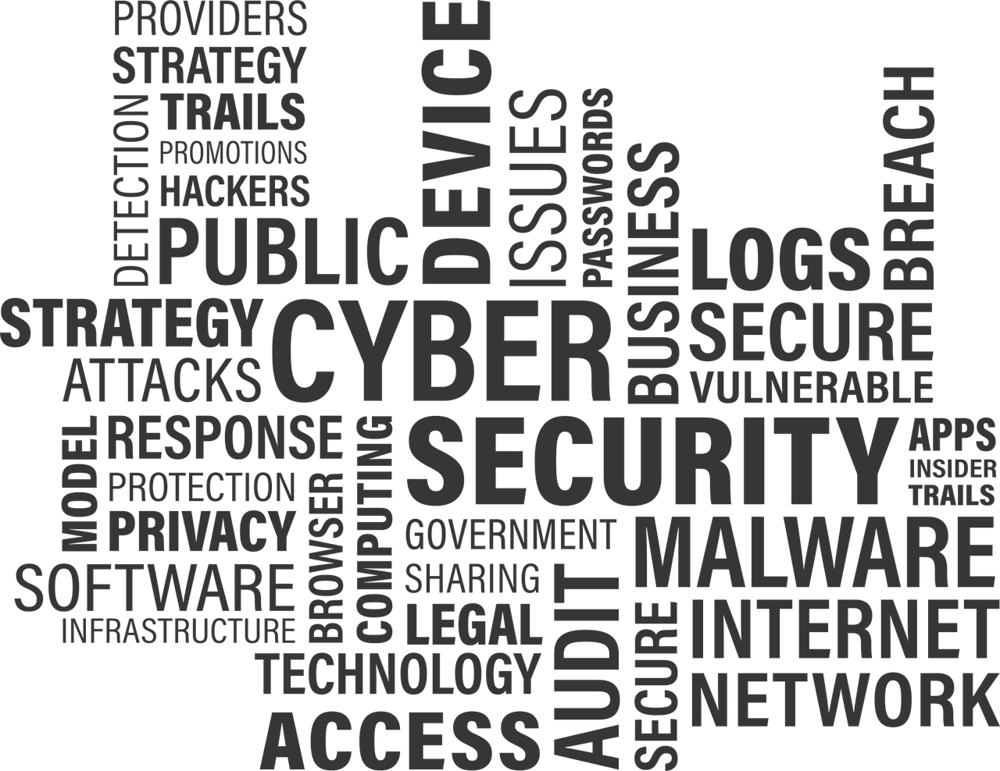 PROVIDERS
STRATEGY
DETECTION
TRAILS
PROMOTIONS
HACKERS
PUBLIC
DEVICE
ISSUES
PASSWORDS
BUSINESS
LOGS
BREACH
STRATEGY
CYBER
SECURE
ATTACKS
VULNERABLE
MODEL
RESPONSE
COMPUTING
SECURITY
APPS
INSIDER
TRAILS
PROTECTION
BROWSER
PRIVACY
GOVERNMENT
MALWARE
SOFTWARE
SHARING
AUDIT
INFRASTRUCTURE
LEGAL
SECURE
INTERNET
TECHNOLOGY
NETWORK
ACCESS